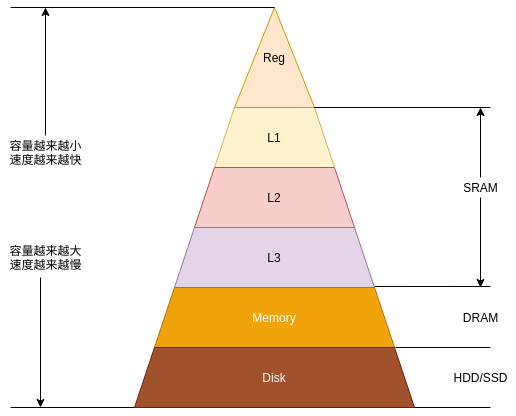 Reg
L1
容量越来越小
速度越来越快
L2
SRAM
容量越来越大
速度越来越慢
L3
Memory
DRAM
Disk
HDD/SSD